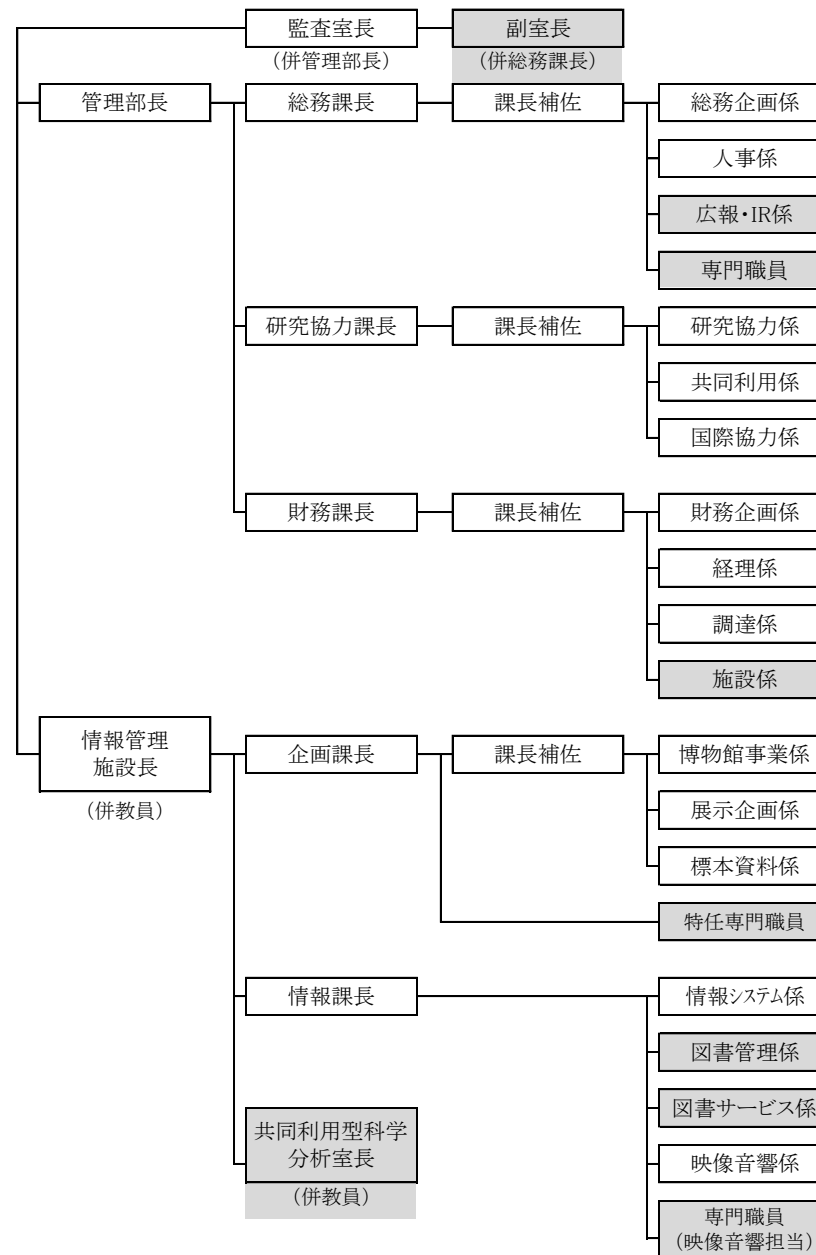 監査室長
副室長
(併管理部長)
(併総務課長)
管理部長
総務課長
課長補佐
総務企画係
人事係
広報・IR係
専門職員
研究協力課長
課長補佐
研究協力係
共同利用係
国際協力係
財務課長
課長補佐
財務企画係
経理係
調達係
施設係
情報管理
施設長
(併教員)
企画課長
課長補佐
博物館事業係
展示企画係
標本資料係
特任専門職員
情報課長
情報システム係
図書管理係
図書サービス係
共同利用型科学
分析室長
(併教員)
映像音響係
専門職員
(映像音響担当)